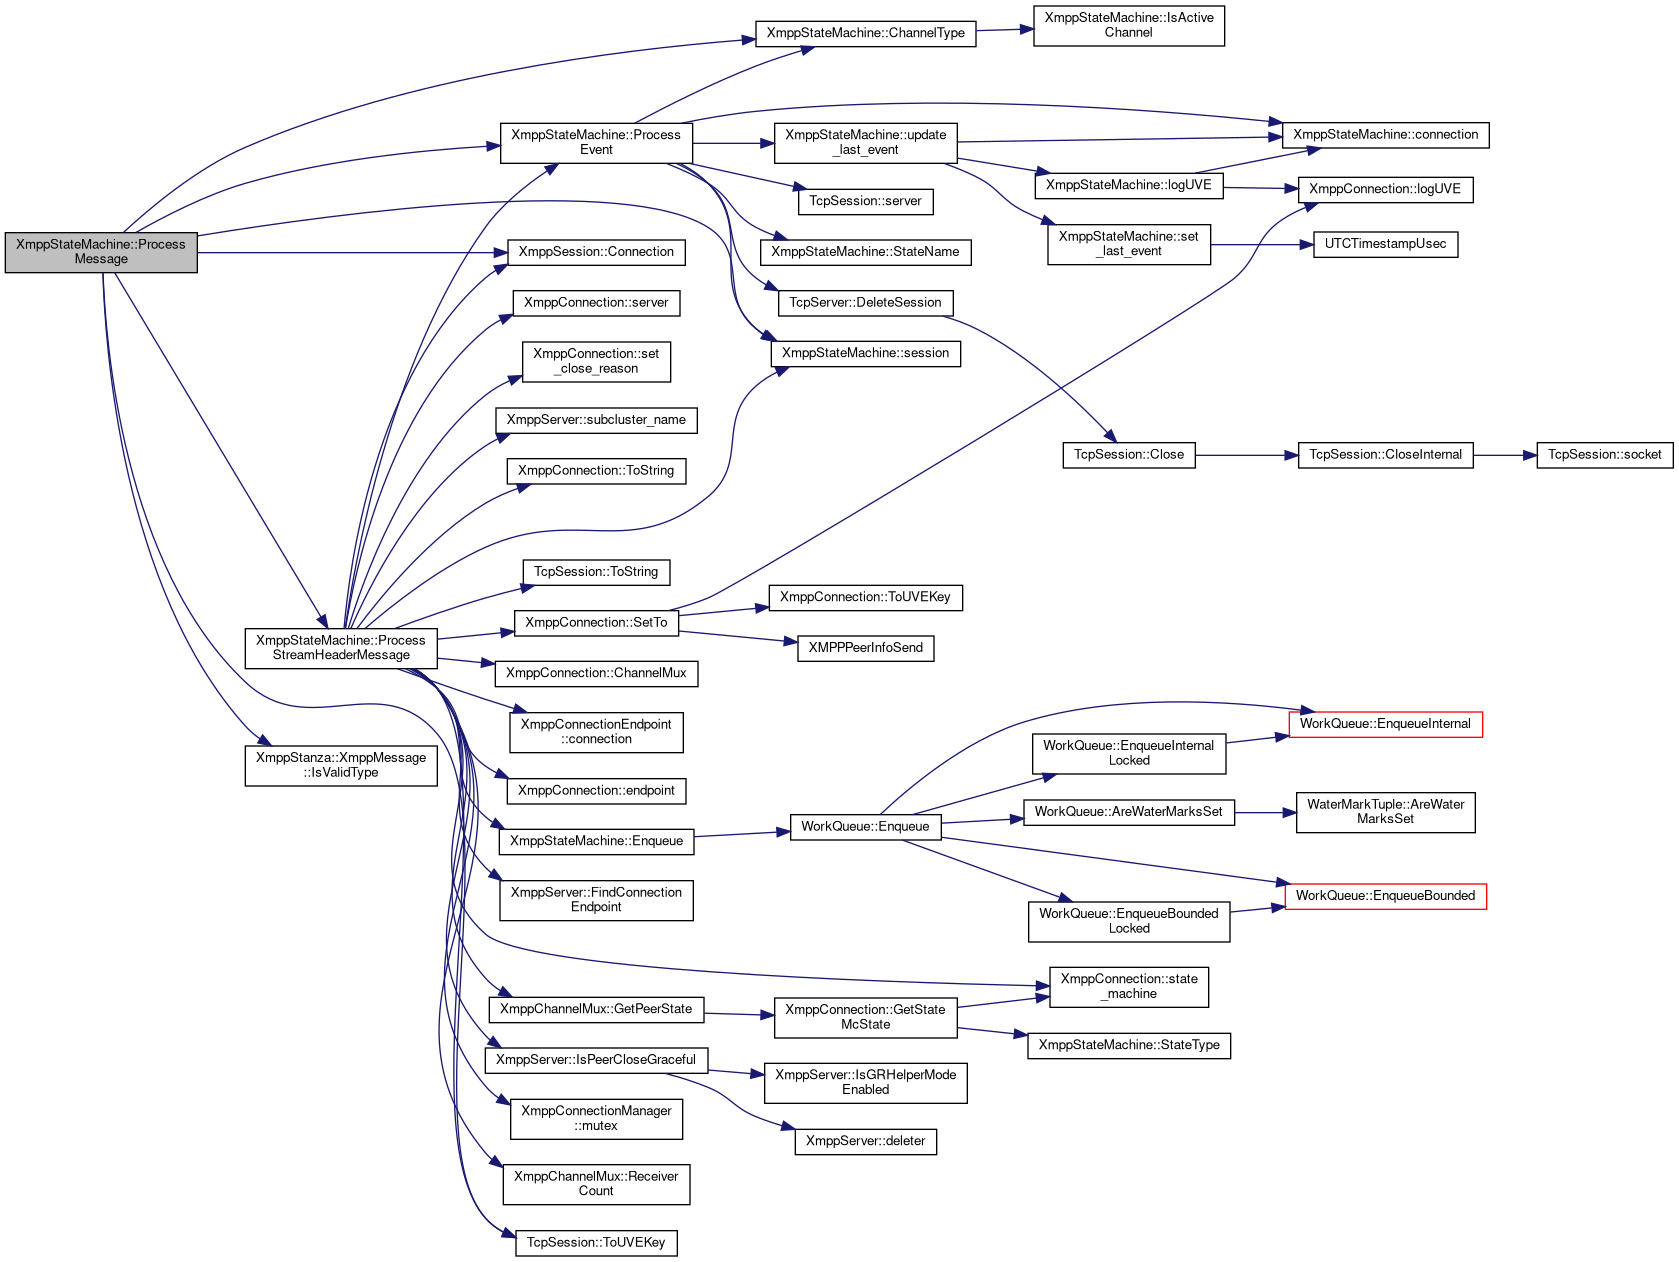 XmppStateMachine::Process
Message
XmppStateMachine::ChannelType
XmppStateMachine::IsActive
Channel
XmppStateMachine::Process
Event
XmppStateMachine::update
_last_event
XmppStateMachine::connection
XmppStateMachine::logUVE
XmppConnection::logUVE
TcpSession::server
XmppStateMachine::set
_last_event
UTCTimestampUsec
XmppStateMachine::StateName
XmppSession::Connection
TcpServer::DeleteSession
XmppConnection::server
XmppStateMachine::session
XmppConnection::set
_close_reason
XmppServer::subcluster_name
XmppConnection::ToString
TcpSession::Close
TcpSession::CloseInternal
TcpSession::socket
TcpSession::ToString
XmppStateMachine::Process
StreamHeaderMessage
XmppConnection::SetTo
XmppConnection::ToUVEKey
XMPPPeerInfoSend
XmppConnection::ChannelMux
XmppConnectionEndpoint
::connection
XmppStanza::XmppMessage
::IsValidType
XmppConnection::endpoint
XmppStateMachine::Enqueue
WorkQueue::Enqueue
WorkQueue::EnqueueInternal
WorkQueue::EnqueueInternal
Locked
WorkQueue::AreWaterMarksSet
WaterMarkTuple::AreWater
MarksSet
WorkQueue::EnqueueBounded
WorkQueue::EnqueueBounded
Locked
XmppServer::FindConnection
Endpoint
XmppConnection::state
_machine
XmppChannelMux::GetPeerState
XmppConnection::GetState
McState
XmppStateMachine::StateType
XmppServer::IsPeerCloseGraceful
XmppServer::IsGRHelperMode
Enabled
XmppServer::deleter
XmppConnectionManager
::mutex
XmppChannelMux::Receiver
Count
TcpSession::ToUVEKey